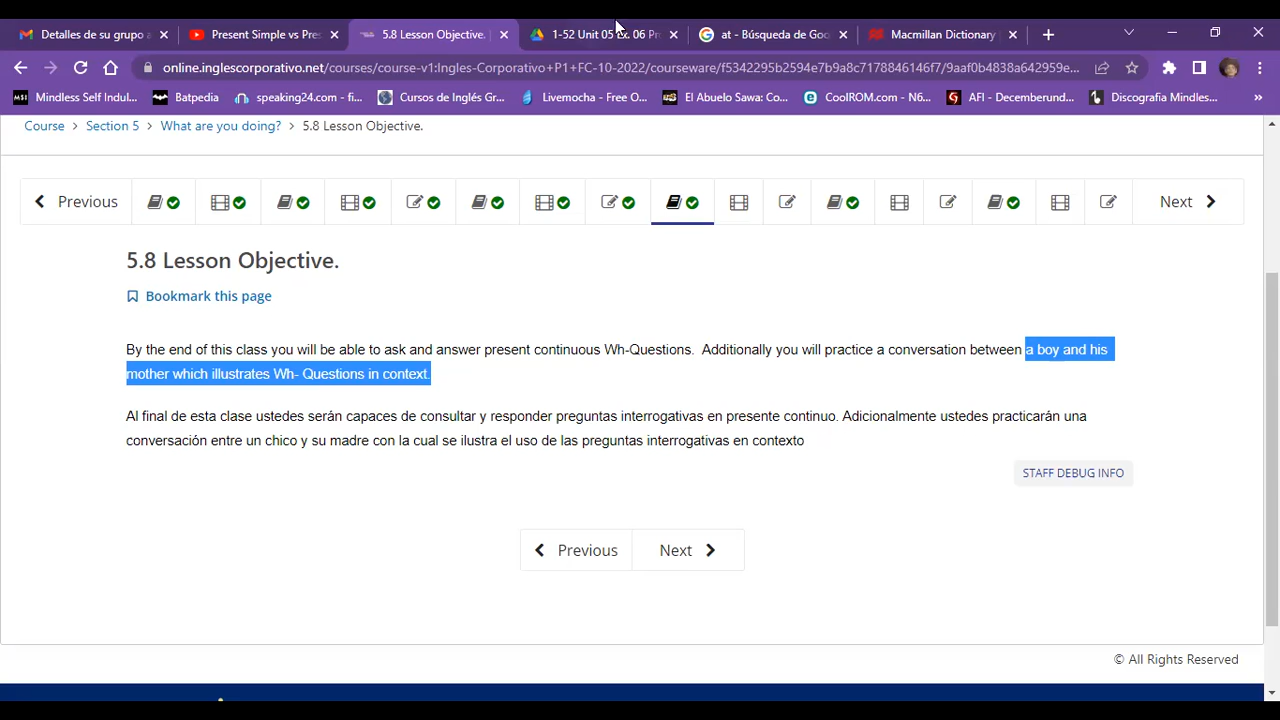 Detalles de su grupo a
Present Simple vs Pres
5.8 Lesson Objective.
1-52 Unit 05 Ex. 06 Pr
at - Búsqueda de Goo
Macmillan Dictionary
online.inglescorporativo.net/courses/course-v1:Ingles-Corporativo+P1+FC-10-2022/courseware/f5342295b2594e7b9a8c7178846146f7/9aaf0b4838a642959e...
Mindless Self Indul...
Batpedia
speaking24.com - fi...
Cursos de Inglés Gr...
Livemocha - Free O...
El Abuelo Sawa: Co...
CoolROM.com - N6...
AFI - Decemberund...
Discografia Mindles...
»
Course > Section 5 > What are you doing? > 5.8 Lesson Objective.
Previous
Next
5.8 Lesson Objective.
Bookmark this page
By the end of this class you will be able to ask and answer present continuous Wh-Questions. Additionally you will practice a conversation between a boy and his
mother which illustrates Wh- Questions in context.
Al final de esta clase ustedes serán capaces de consultar y responder preguntas interrogativas en presente continuo. Adicionalmente ustedes practicarán una
conversación entre un chico y su madre con la cual se ilustra el uso de las preguntas interrogativas en contexto
STAFF DEBUG INFO
Previous
Next
© All Rights Reserved